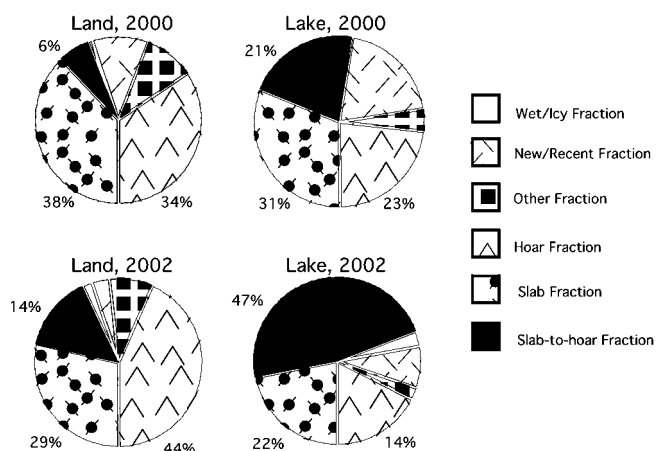 Land, 2000
6%
38%
34%
Lake, 2000
21%
31%
23%
Land, 2002
14%
29%
44%
Lake, 2002
47%
22%
14%
Wet/Icy Fraction
New/Recent Fraction
Other Fraction
Hoar Fraction
Slab Fraction
Slab-to-hoar Fraction